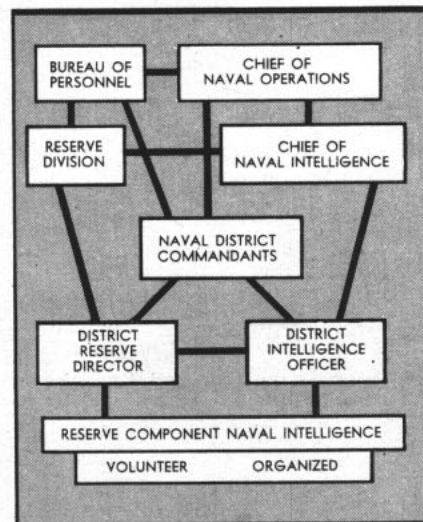 BUREAU OF
PERSONNEL
CHIEF OF
NAVAL OPERATIONS
RESERVE
DIVISION
CHIEF OF
NAVAL INTELLIGENCE
NAVAL DISTRICT
COMMANDANTS
DISTRICT
RESERVE
DIRECTOR
DISTRICT
INTELLIGENCE
OFFICER
RESERVE COMPONENT NAVAL INTELLIGENCE
VOLUNTEER ORGANIZED